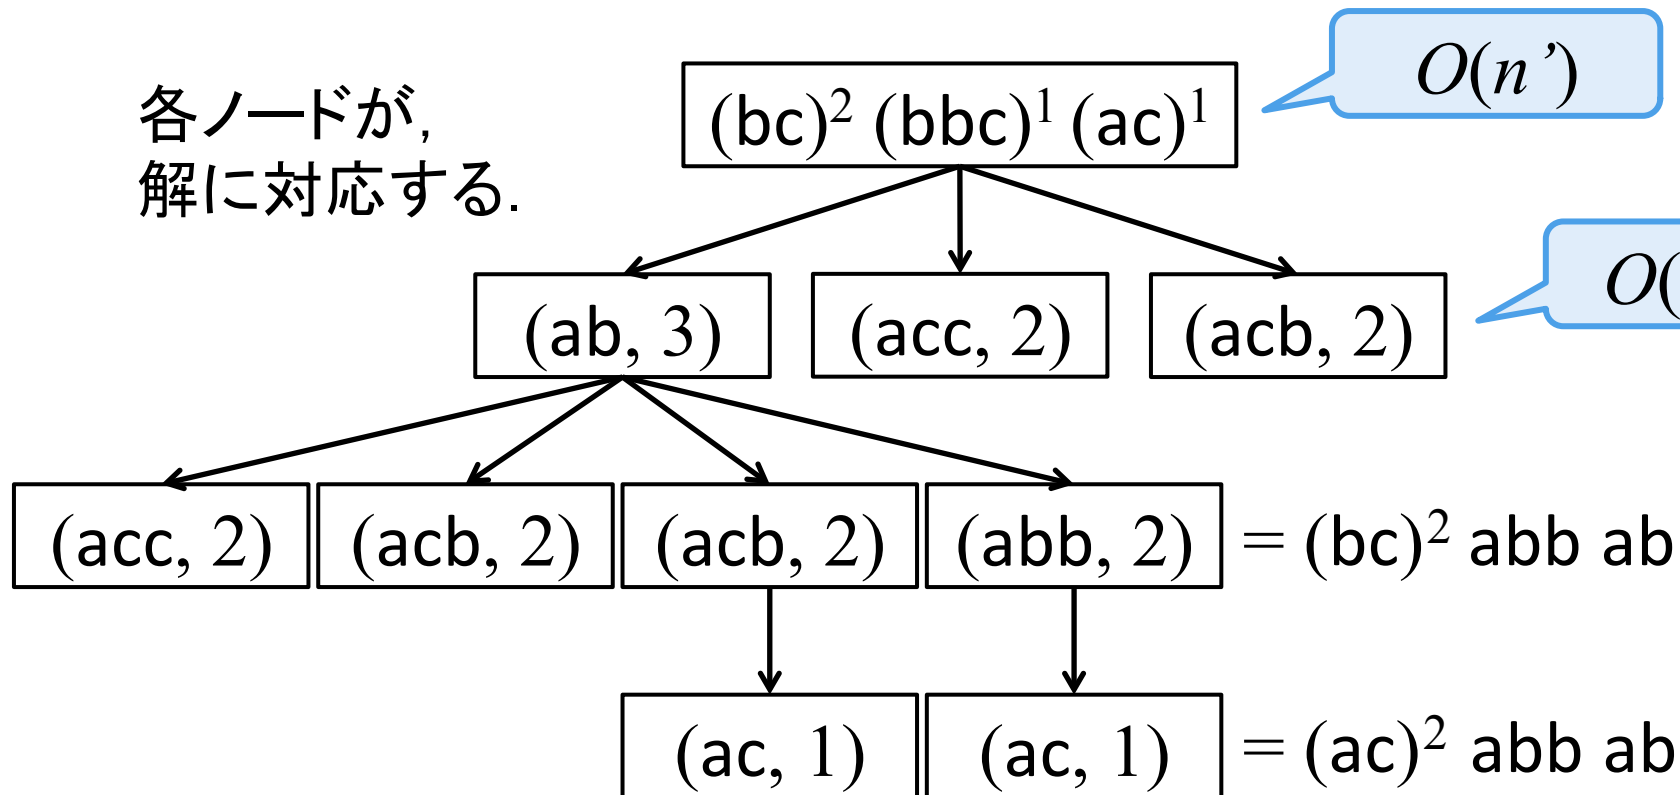 各ノードが,
解に対応する.
(bc)² (bbc)¹ (ac)¹
O(n’)
(ab, 3)
(acc, 2)
(acb, 2)
O(
(acc, 2)
(acb, 2)
(acb, 2)
(abb, 2)
= (bc)² abb ab
(ac, 1)
(ac, 1)
= (ac)² abb ab